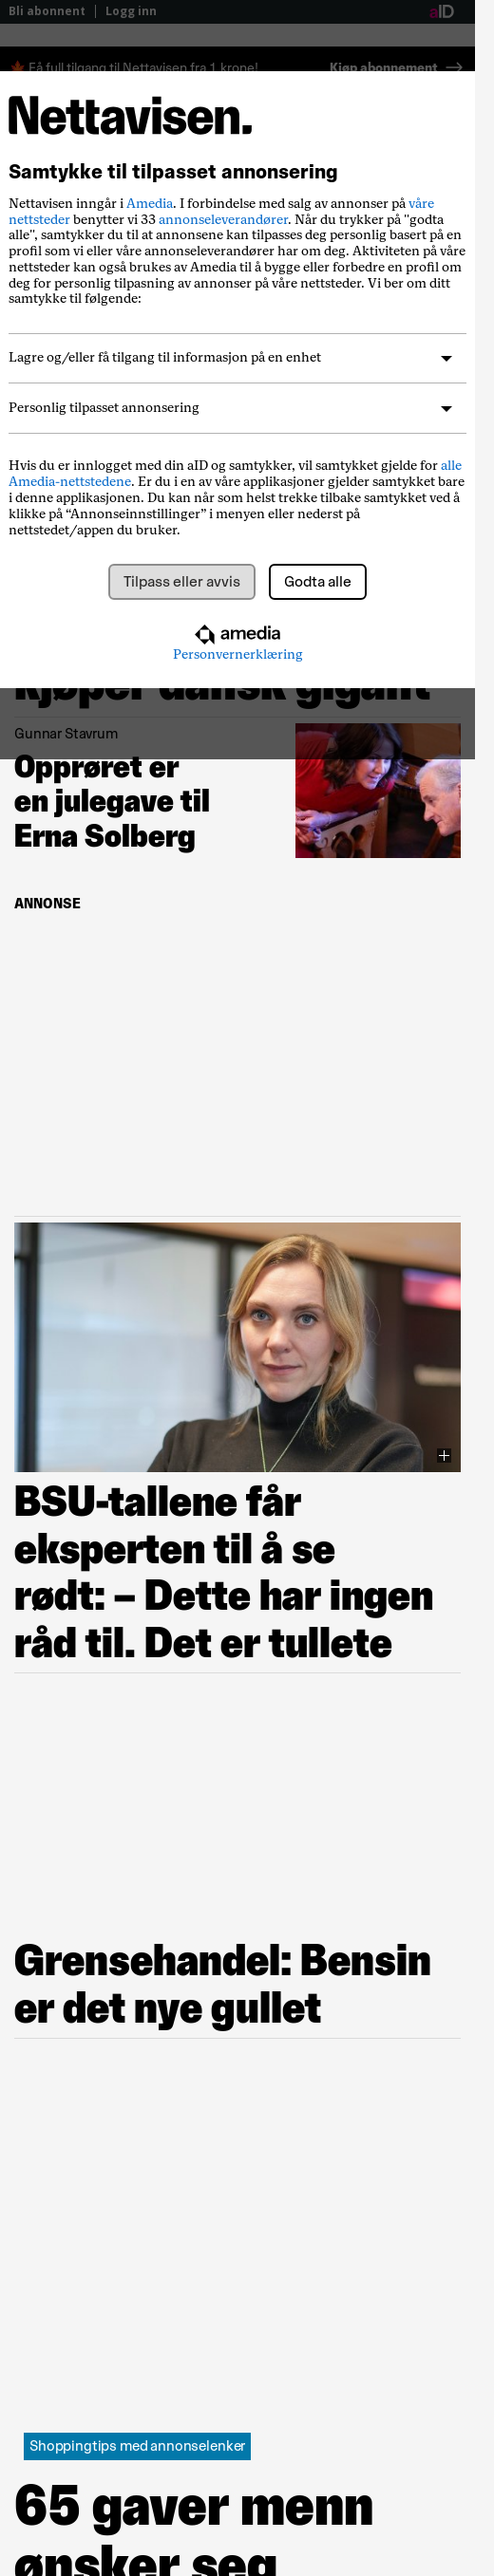 Bli abonnent
Logg inn
aID
Få full tilgang til Nettavisen fra 1 krone!
Kjøp abonnement
Nettavisen.
Samtykke til tilpasset annonsering
Nettavisen inngår i Amedia. I forbindelse med salg av annonser på våre
nettsteder benytter vi 33 annonseleverandører. Når du trykker på "godta
alle", samtykker du til at annonsene kan tilpasses deg personlig basert på en
profil som vi eller våre annonseleverandører har om deg. Aktiviteten på våre
nettsteder kan også brukes av Amedia til å bygge eller forbedre en profil om
deg for personlig tilpasning av annonser på våre nettsteder. Vi ber om ditt
samtykke til følgende:
Lagre og/eller få tilgang til informasjon på en enhet
Personlig tilpasset annonsering
Hvis du er innlogget med din aID og samtykker, vil samtykket gjelde for alle
Amedia-nettstedene. Er du i en av våre applikasjoner gjelder samtykket bare
i denne applikasjonen. Du kan når som helst trekke tilbake samtykket ved å
klikke på “Annonseinnstillinger” i menyen eller nederst på
nettstedet/appen du bruker.
Tilpass eller avvis
Godta alle
amedia
Personvernerklæring
kjøper dansk gigant
Gunnar Stavrum
Opprøret er
en julegave til
Erna Solberg
ANNONSE
BSU-tallene får
eksperten til å se
rødt: – Dette har ingen
råd til. Det er tullete
Grensehandel: Bensin
er det nye gullet
Shoppingtips med annonselenker
65 gaver menn
ønsker seg